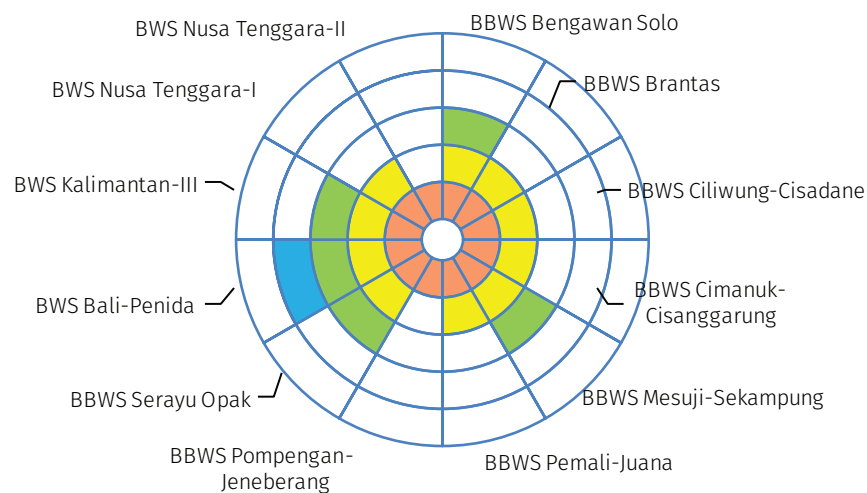 BWS Nusa Tenggara-II
BBWS Bengawan Solo
BWS Nusa Tenggara-I
BBWS Brantas
BWS Kalimantan-III
BBWS Ciliwung-Cisadane
BWS Bali-Penida
BBWS Cimanuk-
Cisanggarung
BBWS Serayu Opak
BBWS Mesuji-Sekampung
BBWS Pompengan-
Jeneberang
BBWS Pemali-Juana